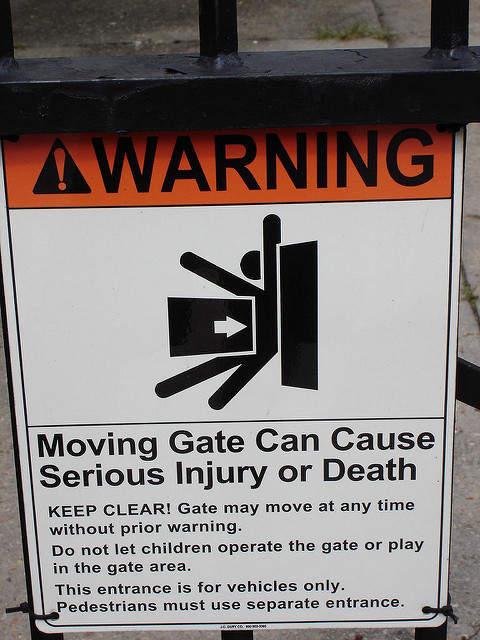 WARNING
Moving Gate Can Cause
Serious Injury or Death
KEEP CLEAR! Gate may move at any time
without prior warning.
Do not let children operate the gate or play
in the gate area.
This entrance is for vehicles only.
Pedestrians must use separate entrance.